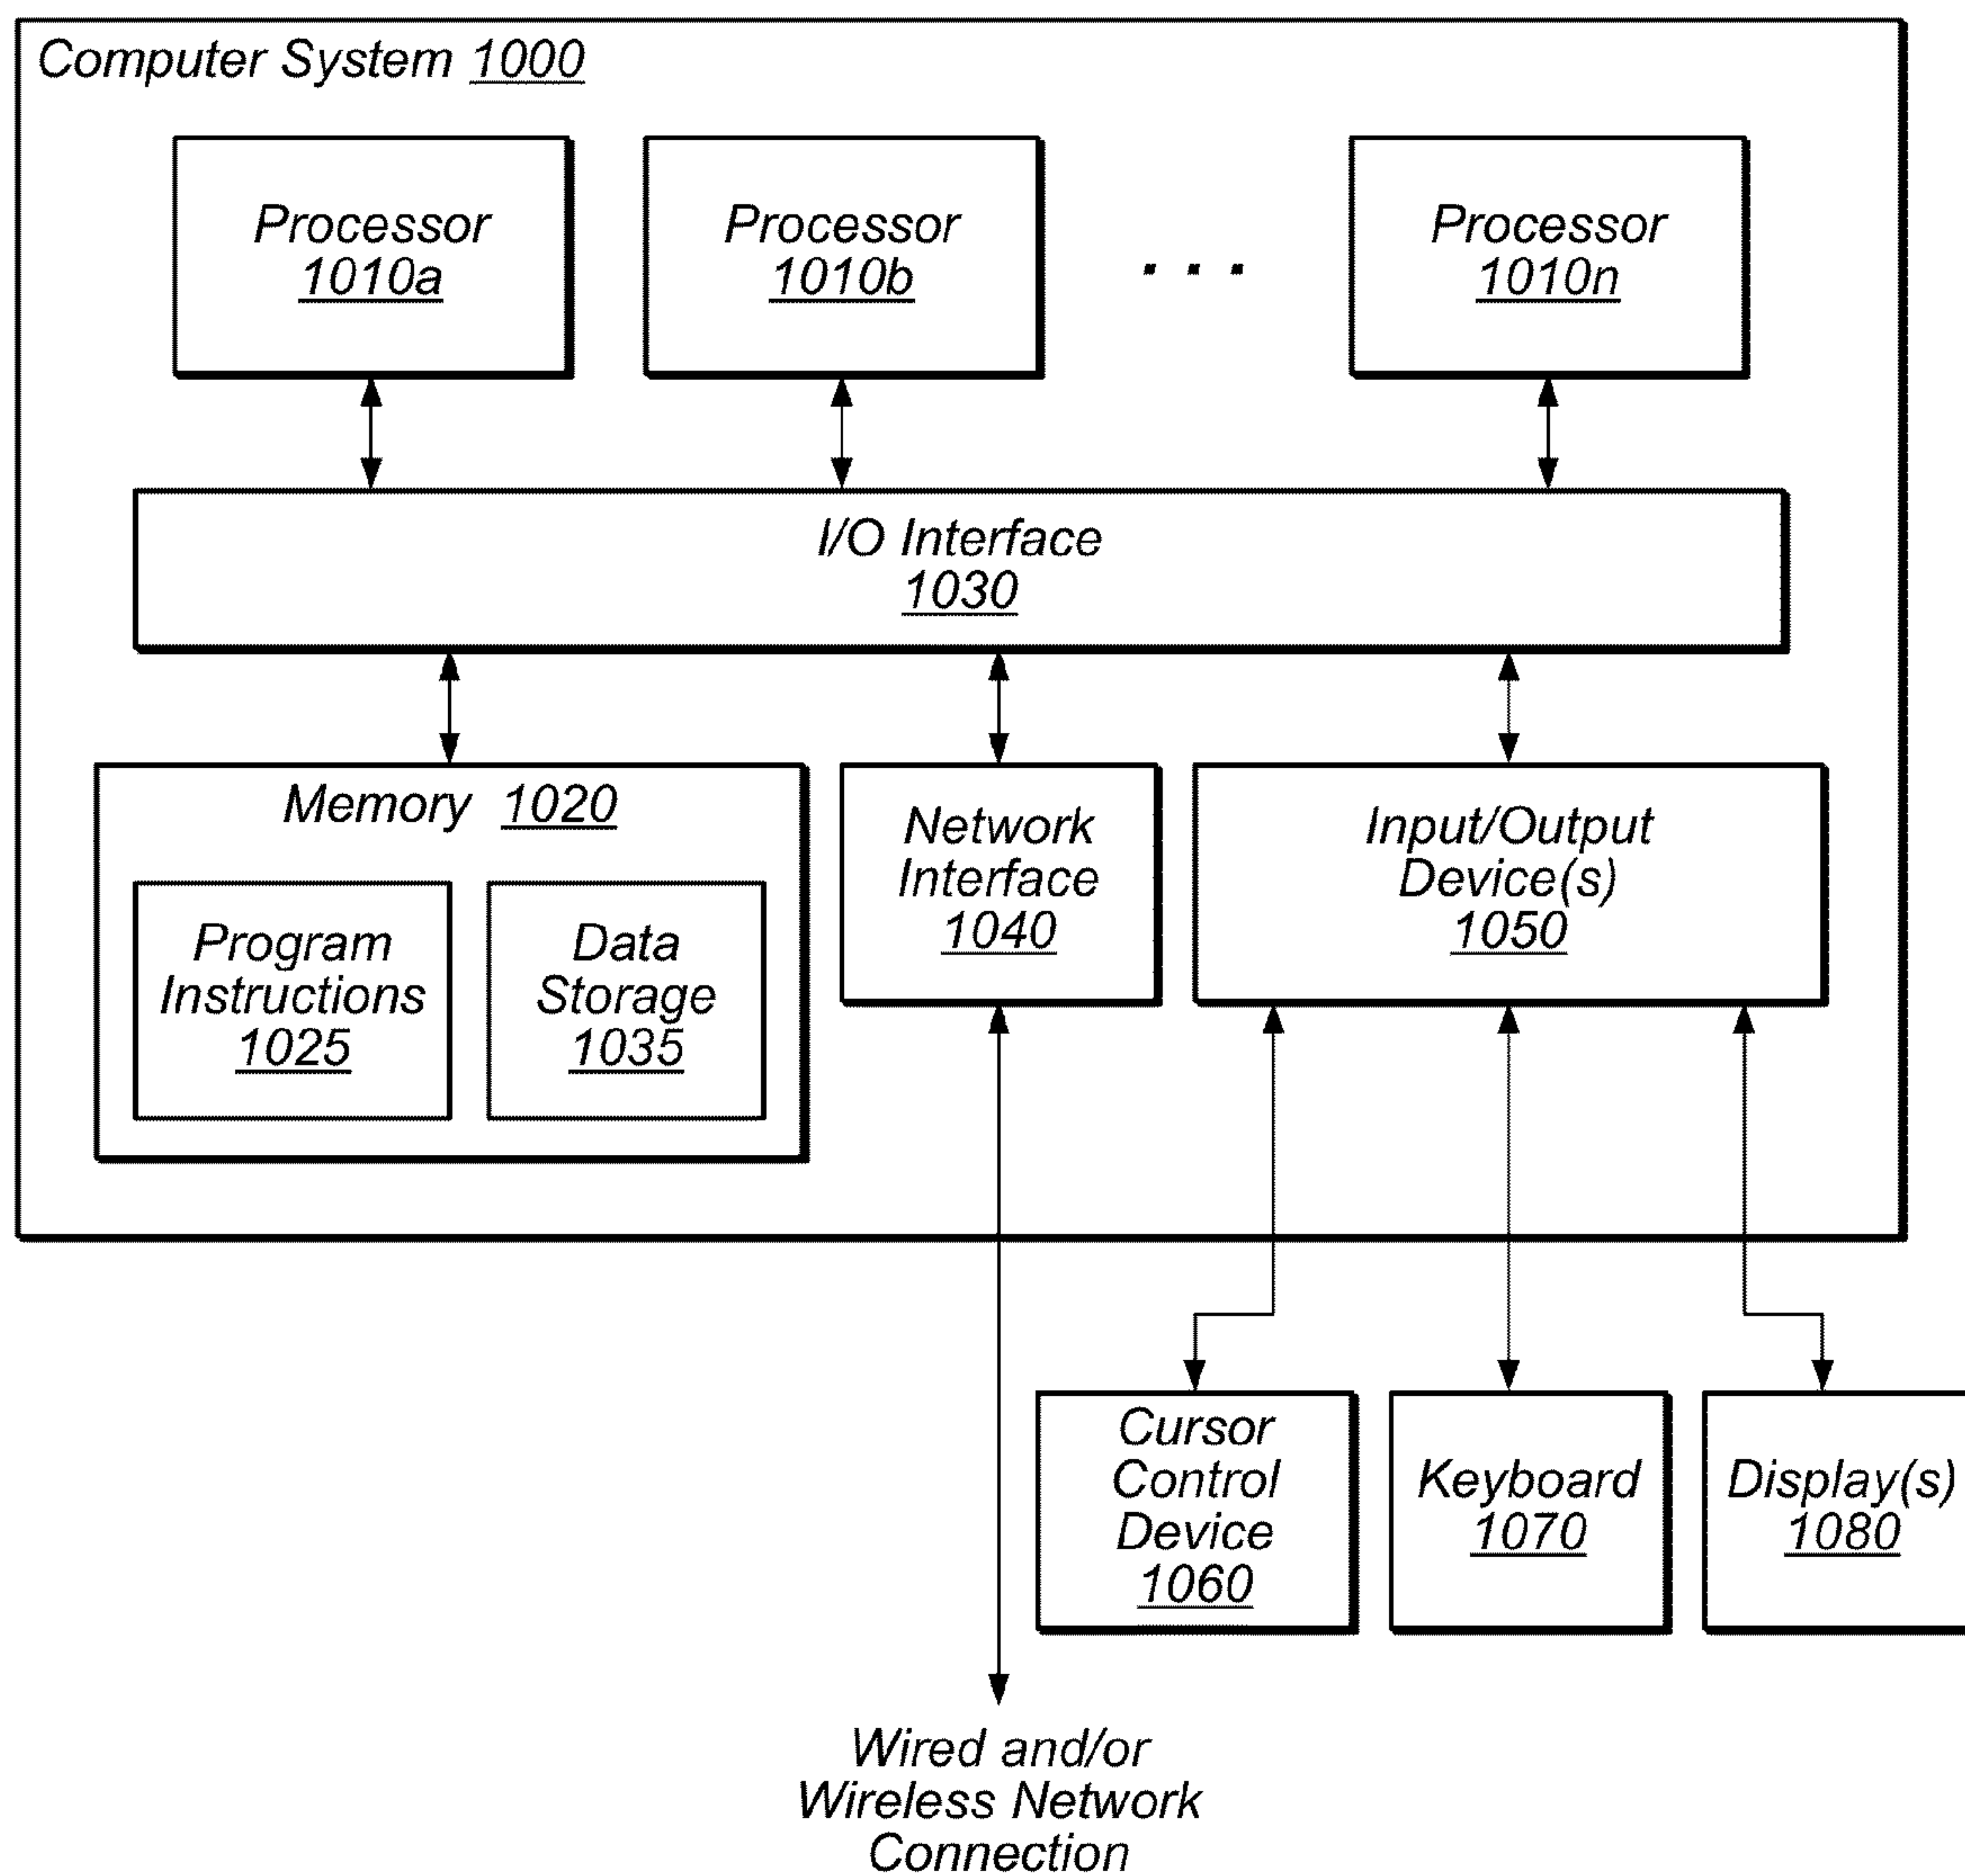 Computer System 1000
Processor
1010a
Processor
1010b
. . .
Processor
1010n
I/O Interface
1030
Memory 1020
Program
Instructions
1025
Data
Storage
1035
Network
Interface
1040
Input/Output
Device(s)
1050
Cursor
Control
Device
1060
Keyboard
1070
Display(s)
1080
Wired and/or
Wireless Network
Connection